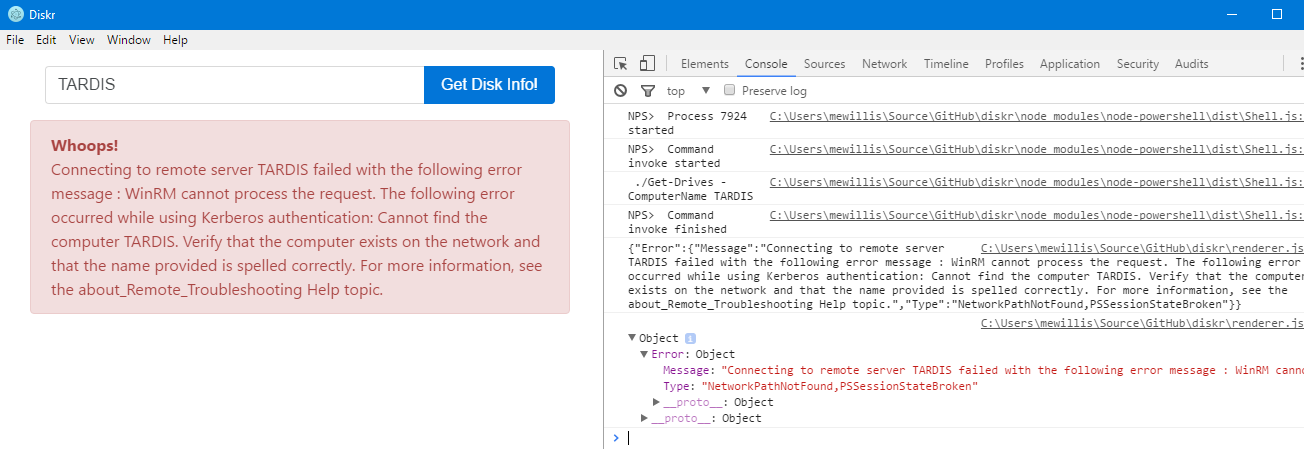 Diskr
File Edit View Window Help
TARDIS
Get Disk Info!
Whoops!
Connecting to remote server TARDIS failed with the following error
message : WinRM cannot process the request. The following error
occurred while using Kerberos authentication: Cannot find the
computer TARDIS. Verify that the computer exists on the network and
that the name provided is spelled correctly. For more information, see
the about_Remote_Troubleshooting Help topic.
Elements Console Sources Network Timeline Profiles Application Security Audits
top Preserve log
NPS> Process 7924 C:\Users\mewillis\Source\GitHub\diskr\node_modules\node-powershell\dist\Shell.js:
started
NPS> Command C:\Users\mewillis\Source\GitHub\diskr\node_modules\node-powershell\dist\Shell.js:
invoke started
./Get-Drives - C:\Users\mewillis\Source\GitHub\diskr\node_modules\node-powershell\dist\Shell.js:
ComputerName TARDIS
NPS> Command C:\Users\mewillis\Source\GitHub\diskr\node_modules\node-powershell\dist\Shell.js:
invoke finished
{"Error":{"Message":"Connecting to remote server C:\Users\mewillis\Source\GitHub\diskr\renderer.js
TARDIS failed with the following error message : WinRM cannot process the request. The following error
occurred while using Kerberos authentication: Cannot find the computer TARDIS. Verify that the computer
exists on the network and that the name provided is spelled correctly. For more information, see the
about_Remote_Troubleshooting Help topic.","Type":"NetworkPathNotFound,PSSessionStateBroken"}}
C:\Users\mewillis\Source\GitHub\diskr\renderer.js
Object i
Error: Object
Message: "Connecting to remote server TARDIS failed with the following error message : WinRM cann
Type: "NetworkPathNotFound,PSSessionStateBroken"
__proto__: Object
__proto__: Object
>